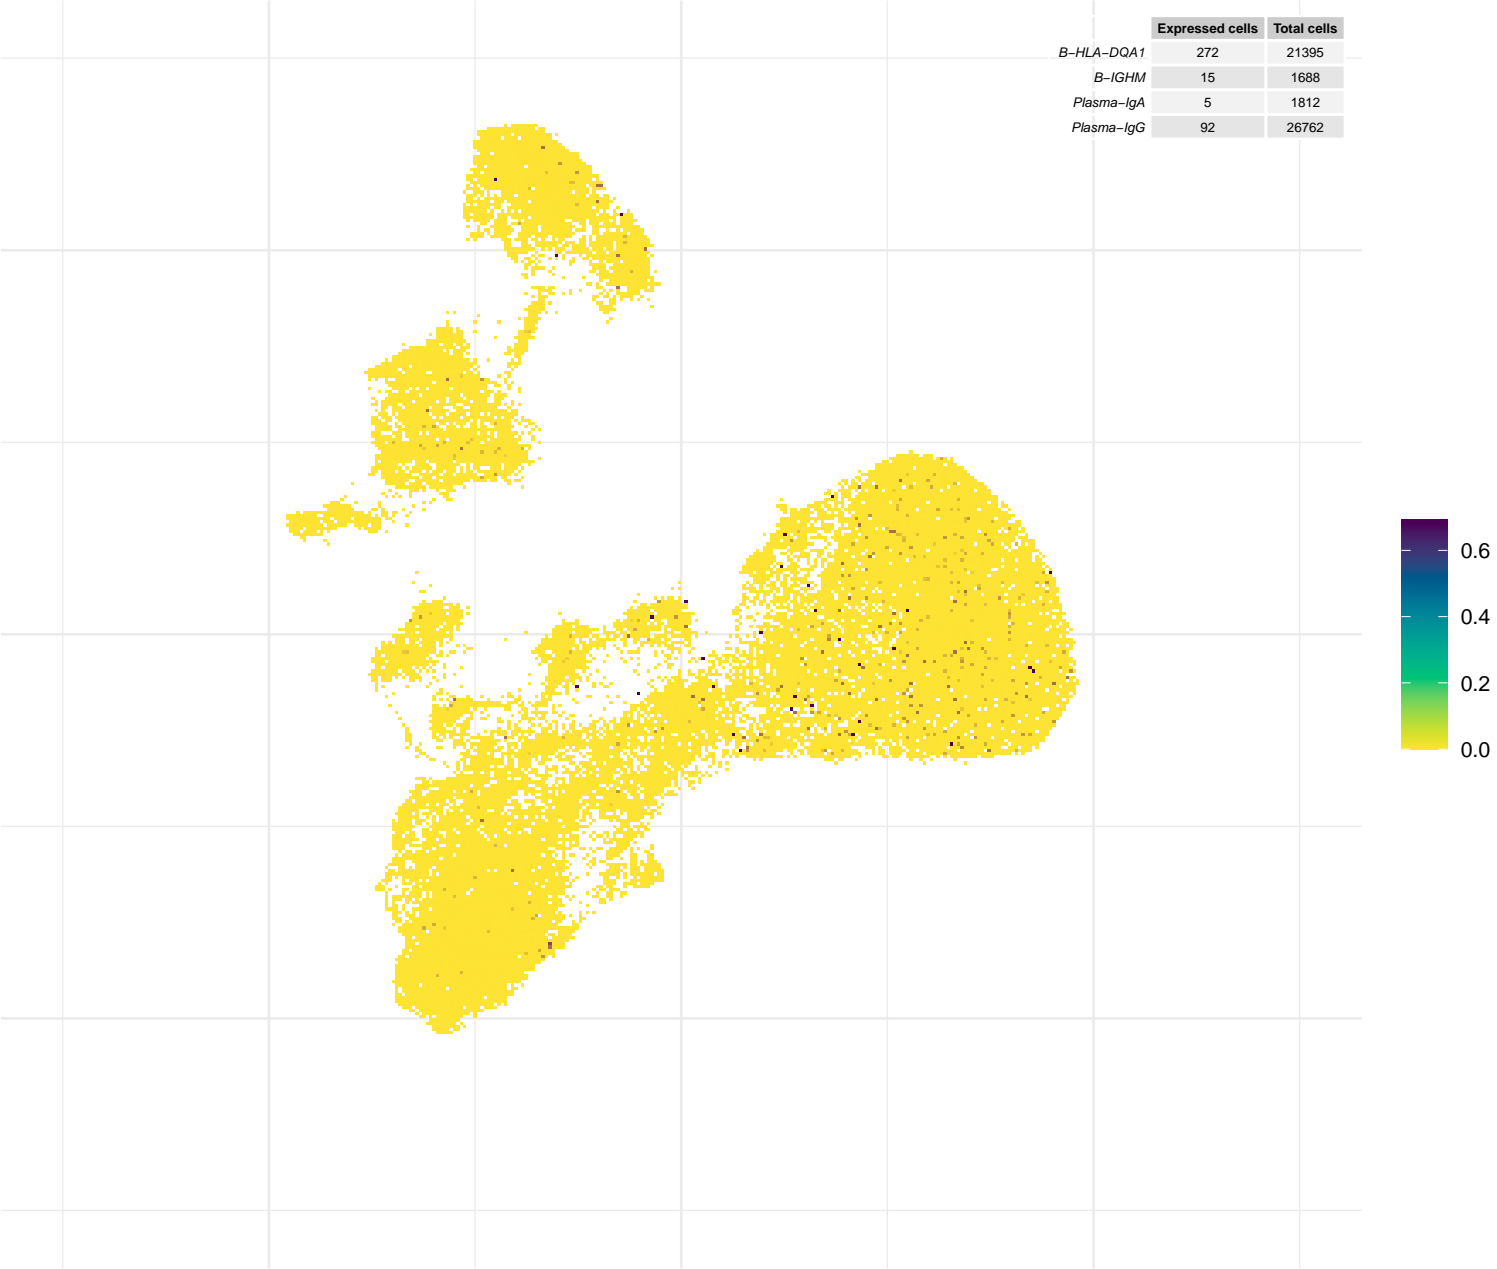 Expressed cells Total cells
B−HLA−DQA1 272 21395
B−IGHM 15 1688
Plasma−IgA 5 1812
Plasma−IgG 92 26762
0.6
0.4
0.2
0.0